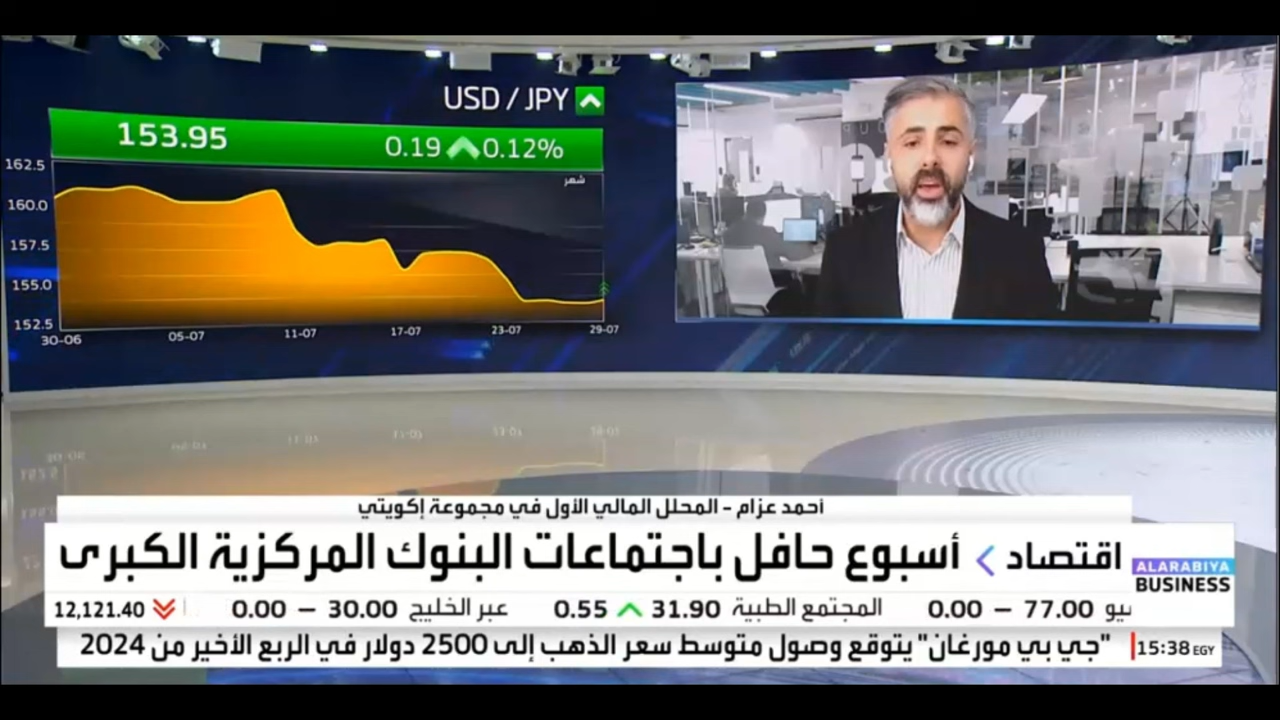 USD / JPY
153.95 0.19 0.12%
شهر
162.5
160.0
157.5
155.0
152.5
30-06 05-07 11-07 17-07 23-07 29-07
أحمد عزام - المحلل المالي الأول في مجموعة إكويتي
اقتصاد > أسبوع حافل باجتماعات البنوك المركزية الكبرى
ALARABIYA
BUSINESS
77.00 – 0.00 المجتمع الطبية 31.90 0.55 عبر الخليج 30.00 – 0.00 12,121.40
15:38 EGY "جي بي مورغان" يتوقع وصول متوسط سعر الذهب إلى 2500 دولار في الربع الأخير من 2024